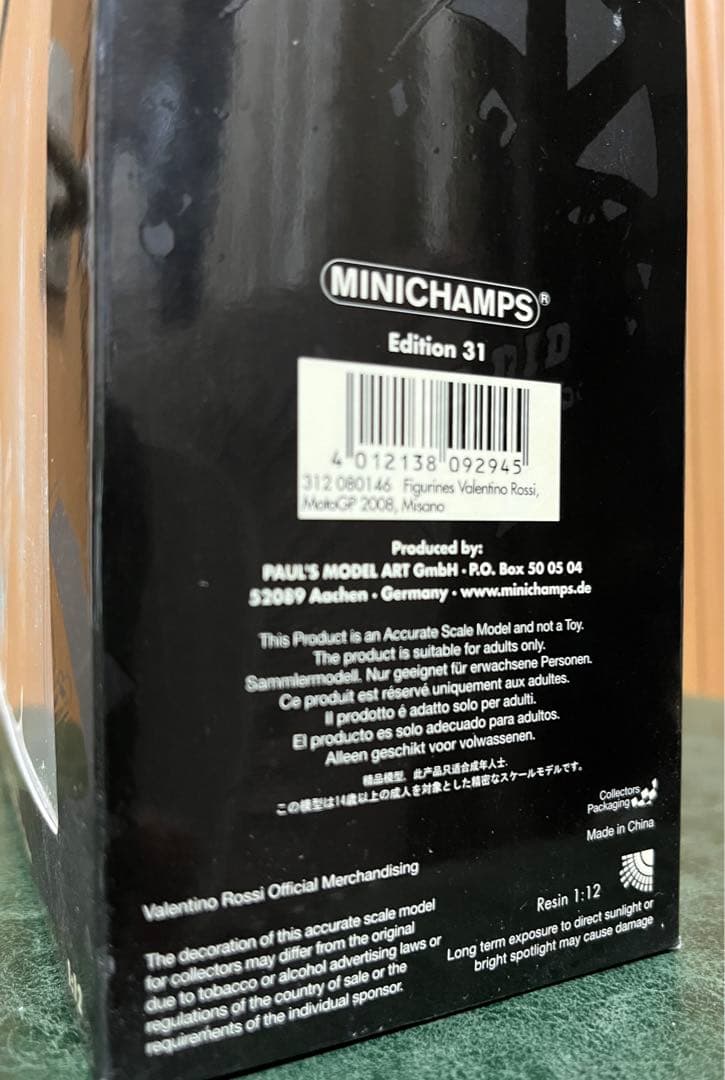 MINICHAMPS®
Edition 31
4 012138 092945
312 080146 Figurines Valentino Rossi,
MotoGP 2008, Misano
Produced by:
PAUL'S MODEL ART GmbH • P.O. Box 50 05 04
52089 Aachen • Germany • www.minichamps.de
This Product is an Accurate Scale Model and not a Toy.
The product is suitable for adults only.
Sammlermodell. Nur geeignet für erwachsene Personen.
Ce produit est réservé uniquement aux adultes.
Il prodotto é adatto solo per adulti.
El producto es solo adecuado para adultos.
Alleen geschikt voor volwassenen.
精品模型，此产品只适合成年人士.
この模型は14歳以上の成人を対象とした精密なスケールモデルです。
Collectors
Packaging
Made in China
Resin 1:12
Long term exposure to direct sunlight or
bright spotlight may cause damage
Valentino Rossi Official Merchandising
The decoration of this accurate scale model
for collectors may differ from the original
due to tobacco or alcohol advertising laws or
regulations of the country of sale or the
requirements of the individual sponsor.